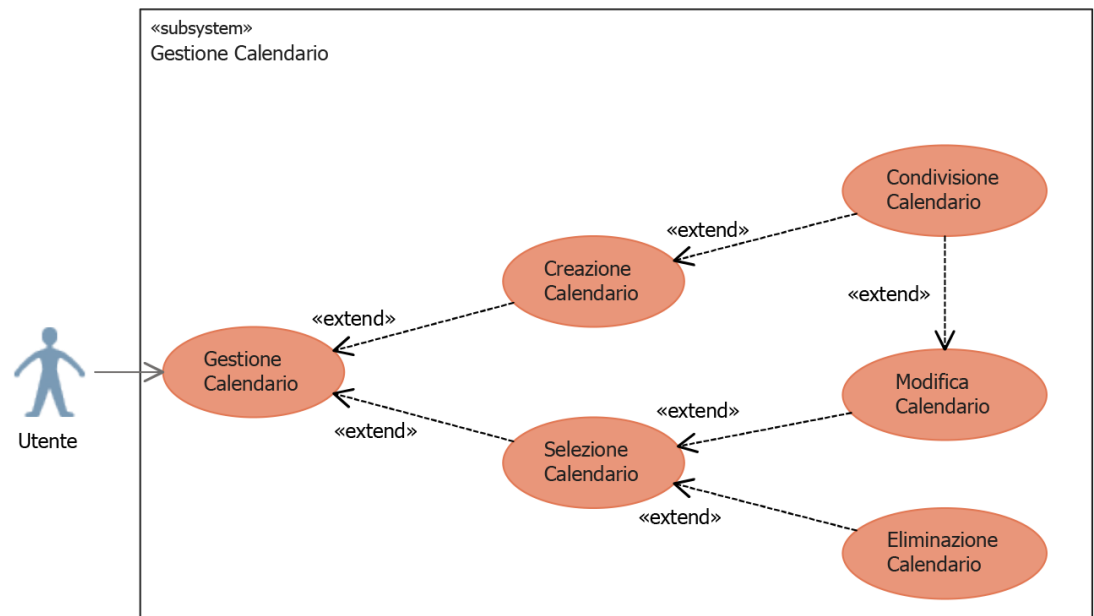 «subsystem»
Gestione Calendario
Condivisione
Calendario
«extend»
Creazione
Calendario
«extend»
«extend»
Gestione
Calendario
Modifica
Calendario
«extend»
«extend»
Utente
Selezione
Calendario
«extend»
Eliminazione
Calendario